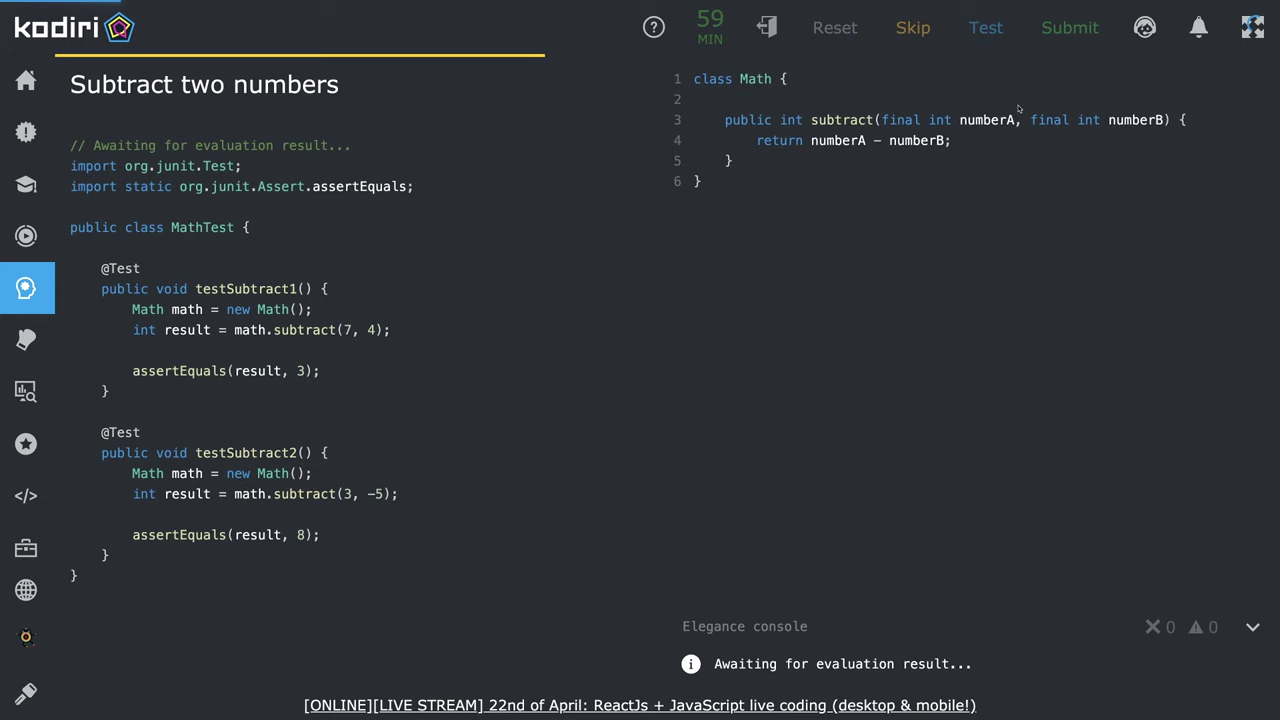 kodiri
59
MIN
Reset
Skip
Test
Submit
Subtract two numbers
// Awaiting for evaluation result...
import org.junit.Test;
import static org.junit.Assert.assertEquals;
public class MathTest {
@Test
public void testSubtract1() {
Math math = new Math();
int result = math.subtract(7, 4);
assertEquals(result, 3);
}
@Test
public void testSubtract2() {
Math math = new Math();
int result = math.subtract(3, -5);
assertEquals(result, 8);
}
}
1 class Math {
2
3 public int subtract(final int numberA, final int numberB) {
4 return numberA - numberB;
5 }
6 }
Elegance console
0
0
Awaiting for evaluation result...
[ONLINE][LIVE STREAM] 22nd of April: ReactJs + JavaScript live coding (desktop & mobile!)